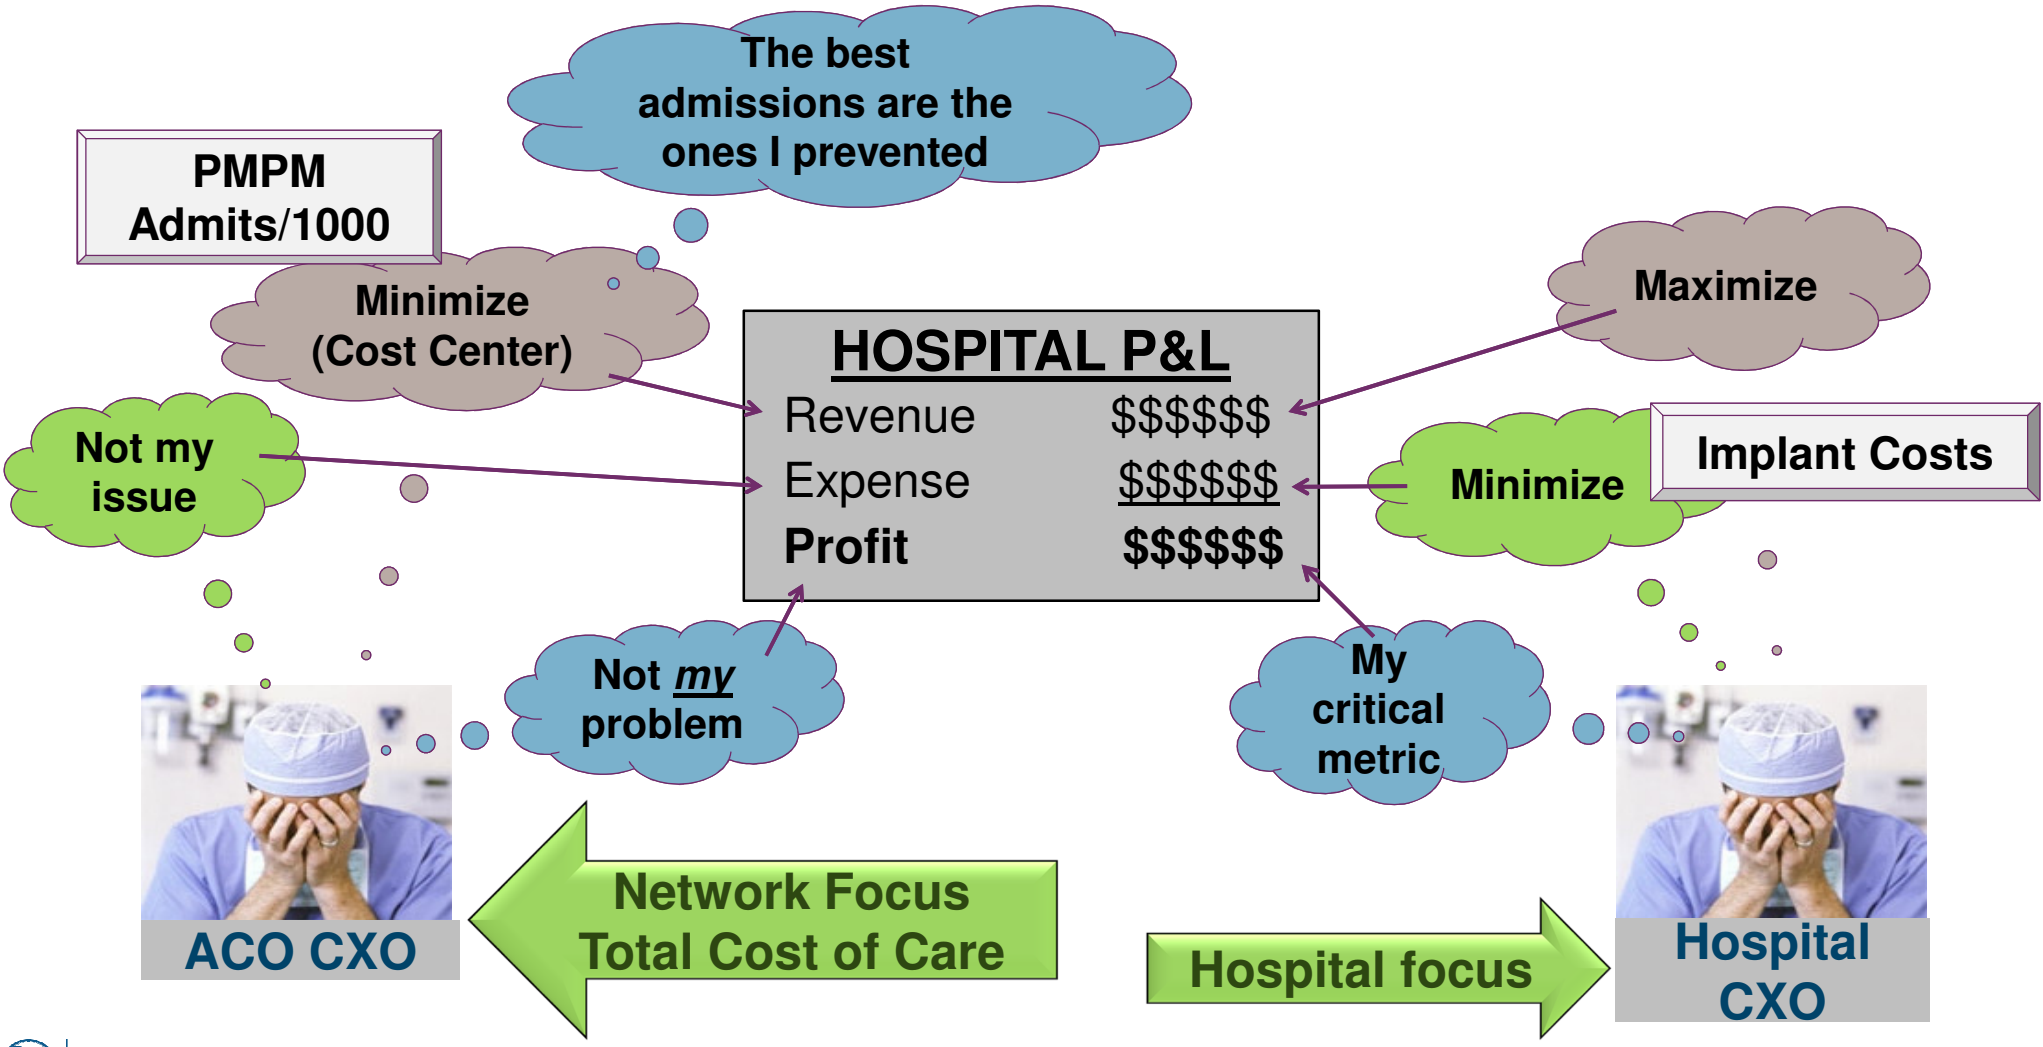 The best
admissions are the
ones I prevented
PMPM
Admits/1000
Minimize
(Cost Center)
Maximize
HOSPITAL P&L
Revenue $$$$$$
Expense $$$$$$
Profit $$$$$$
Not my
issue
Minimize
Implant Costs
Not my
problem
My
critical
metric
Network Focus
Total Cost of Care
Hospital focus
ACO CXO
Hospital
CXO